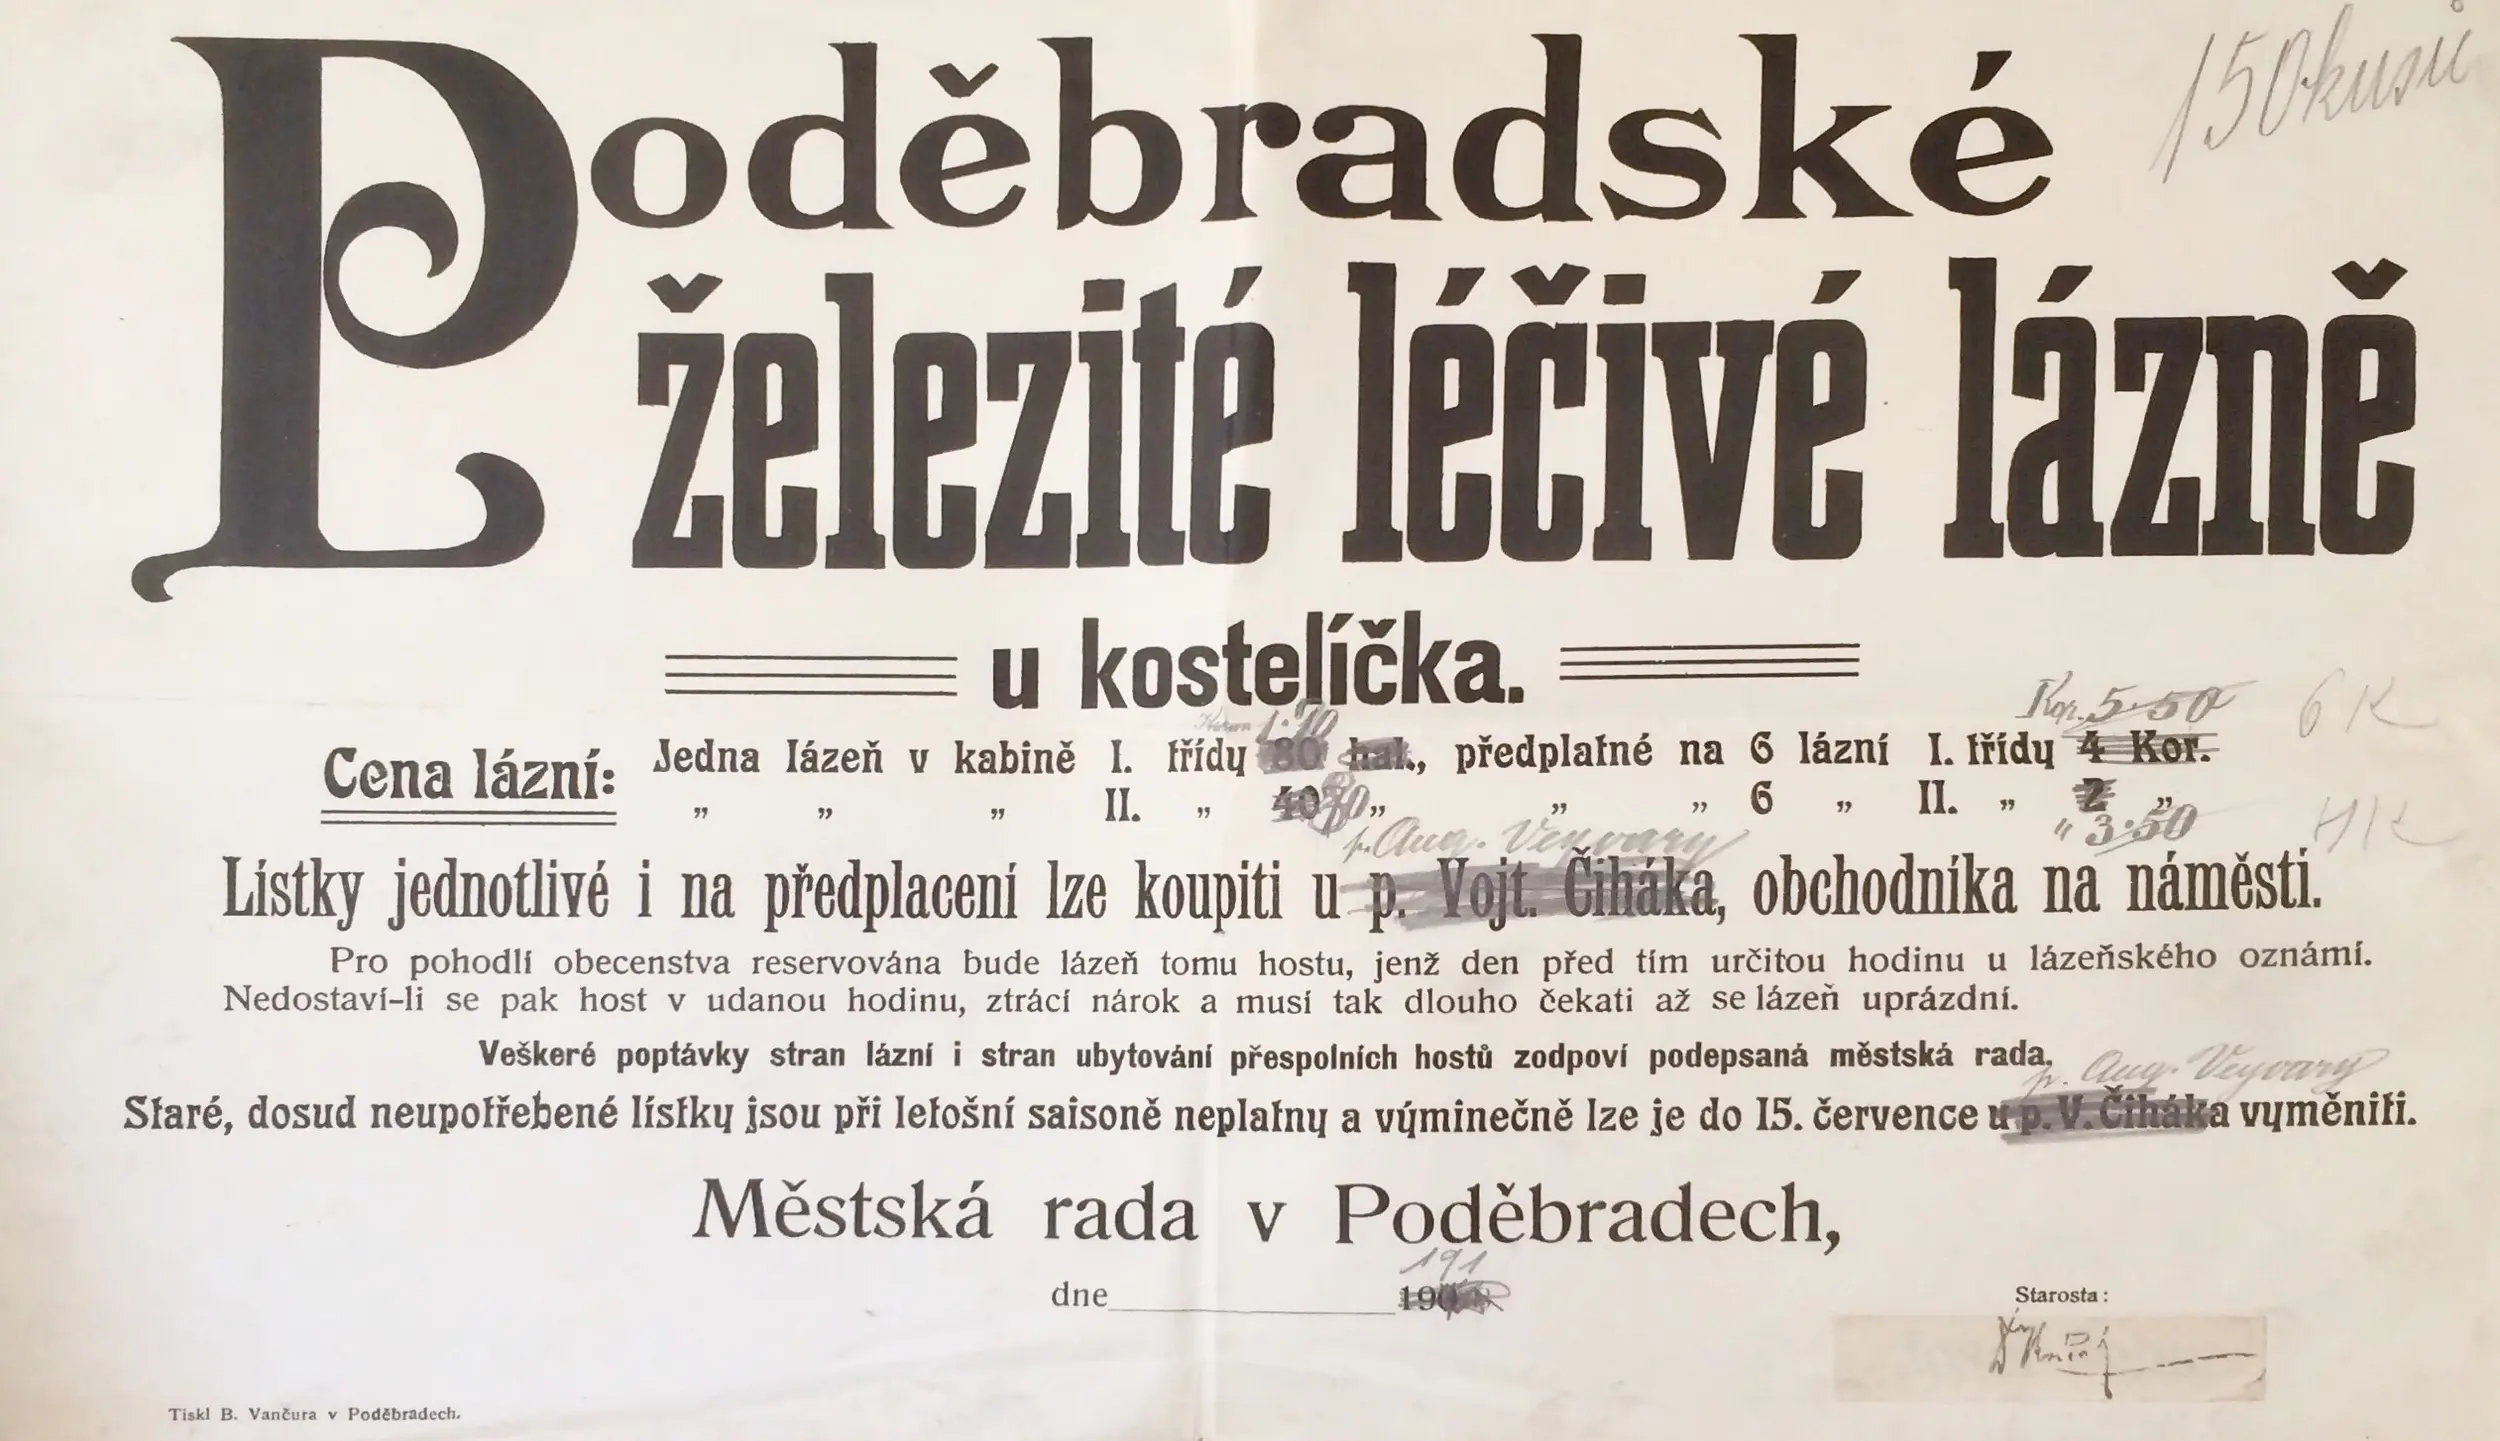 150 kusů
Poděbradské
železité léčivé lázně
u kostelíčka.
Kor. 5·50 6 K
1·20
Cena lázní: Jedna lázeň v kabině I. třídy 80 hal., předplatné na 6 lázní I. třídy 4 Kor.
„ „ „ II. „ 40 „ „ „ 6 „ II. „ 2 „
„ 3·50 4 K
p. Aug.
Lístky jednotlivé i na předplacení lze koupiti u p. Vojt. Čiháka, obchodníka na náměstí.
Pro pohodlí obecenstva reservována bude lázeň tomu hostu, jenž den před tím určitou hodinu u lázeňského oznámí.
Nedostaví-li se pak host v udanou hodinu, ztrácí nárok a musí tak dlouho čekati až se lázeň uprázdní.
Veškeré poptávky stran lázní i stran ubytování přespolních hostů zodpoví podepsaná městská rada.
p. Aug.
Staré, dosud neupotřebené lístky jsou při letošní saisoně neplatny a výminečně lze je do 15. července u p. V. Čiháka vyměniti.
Městská rada v Poděbradech,
191
dne 190
Starosta:
Tiskl B. Vančura v Poděbradech.